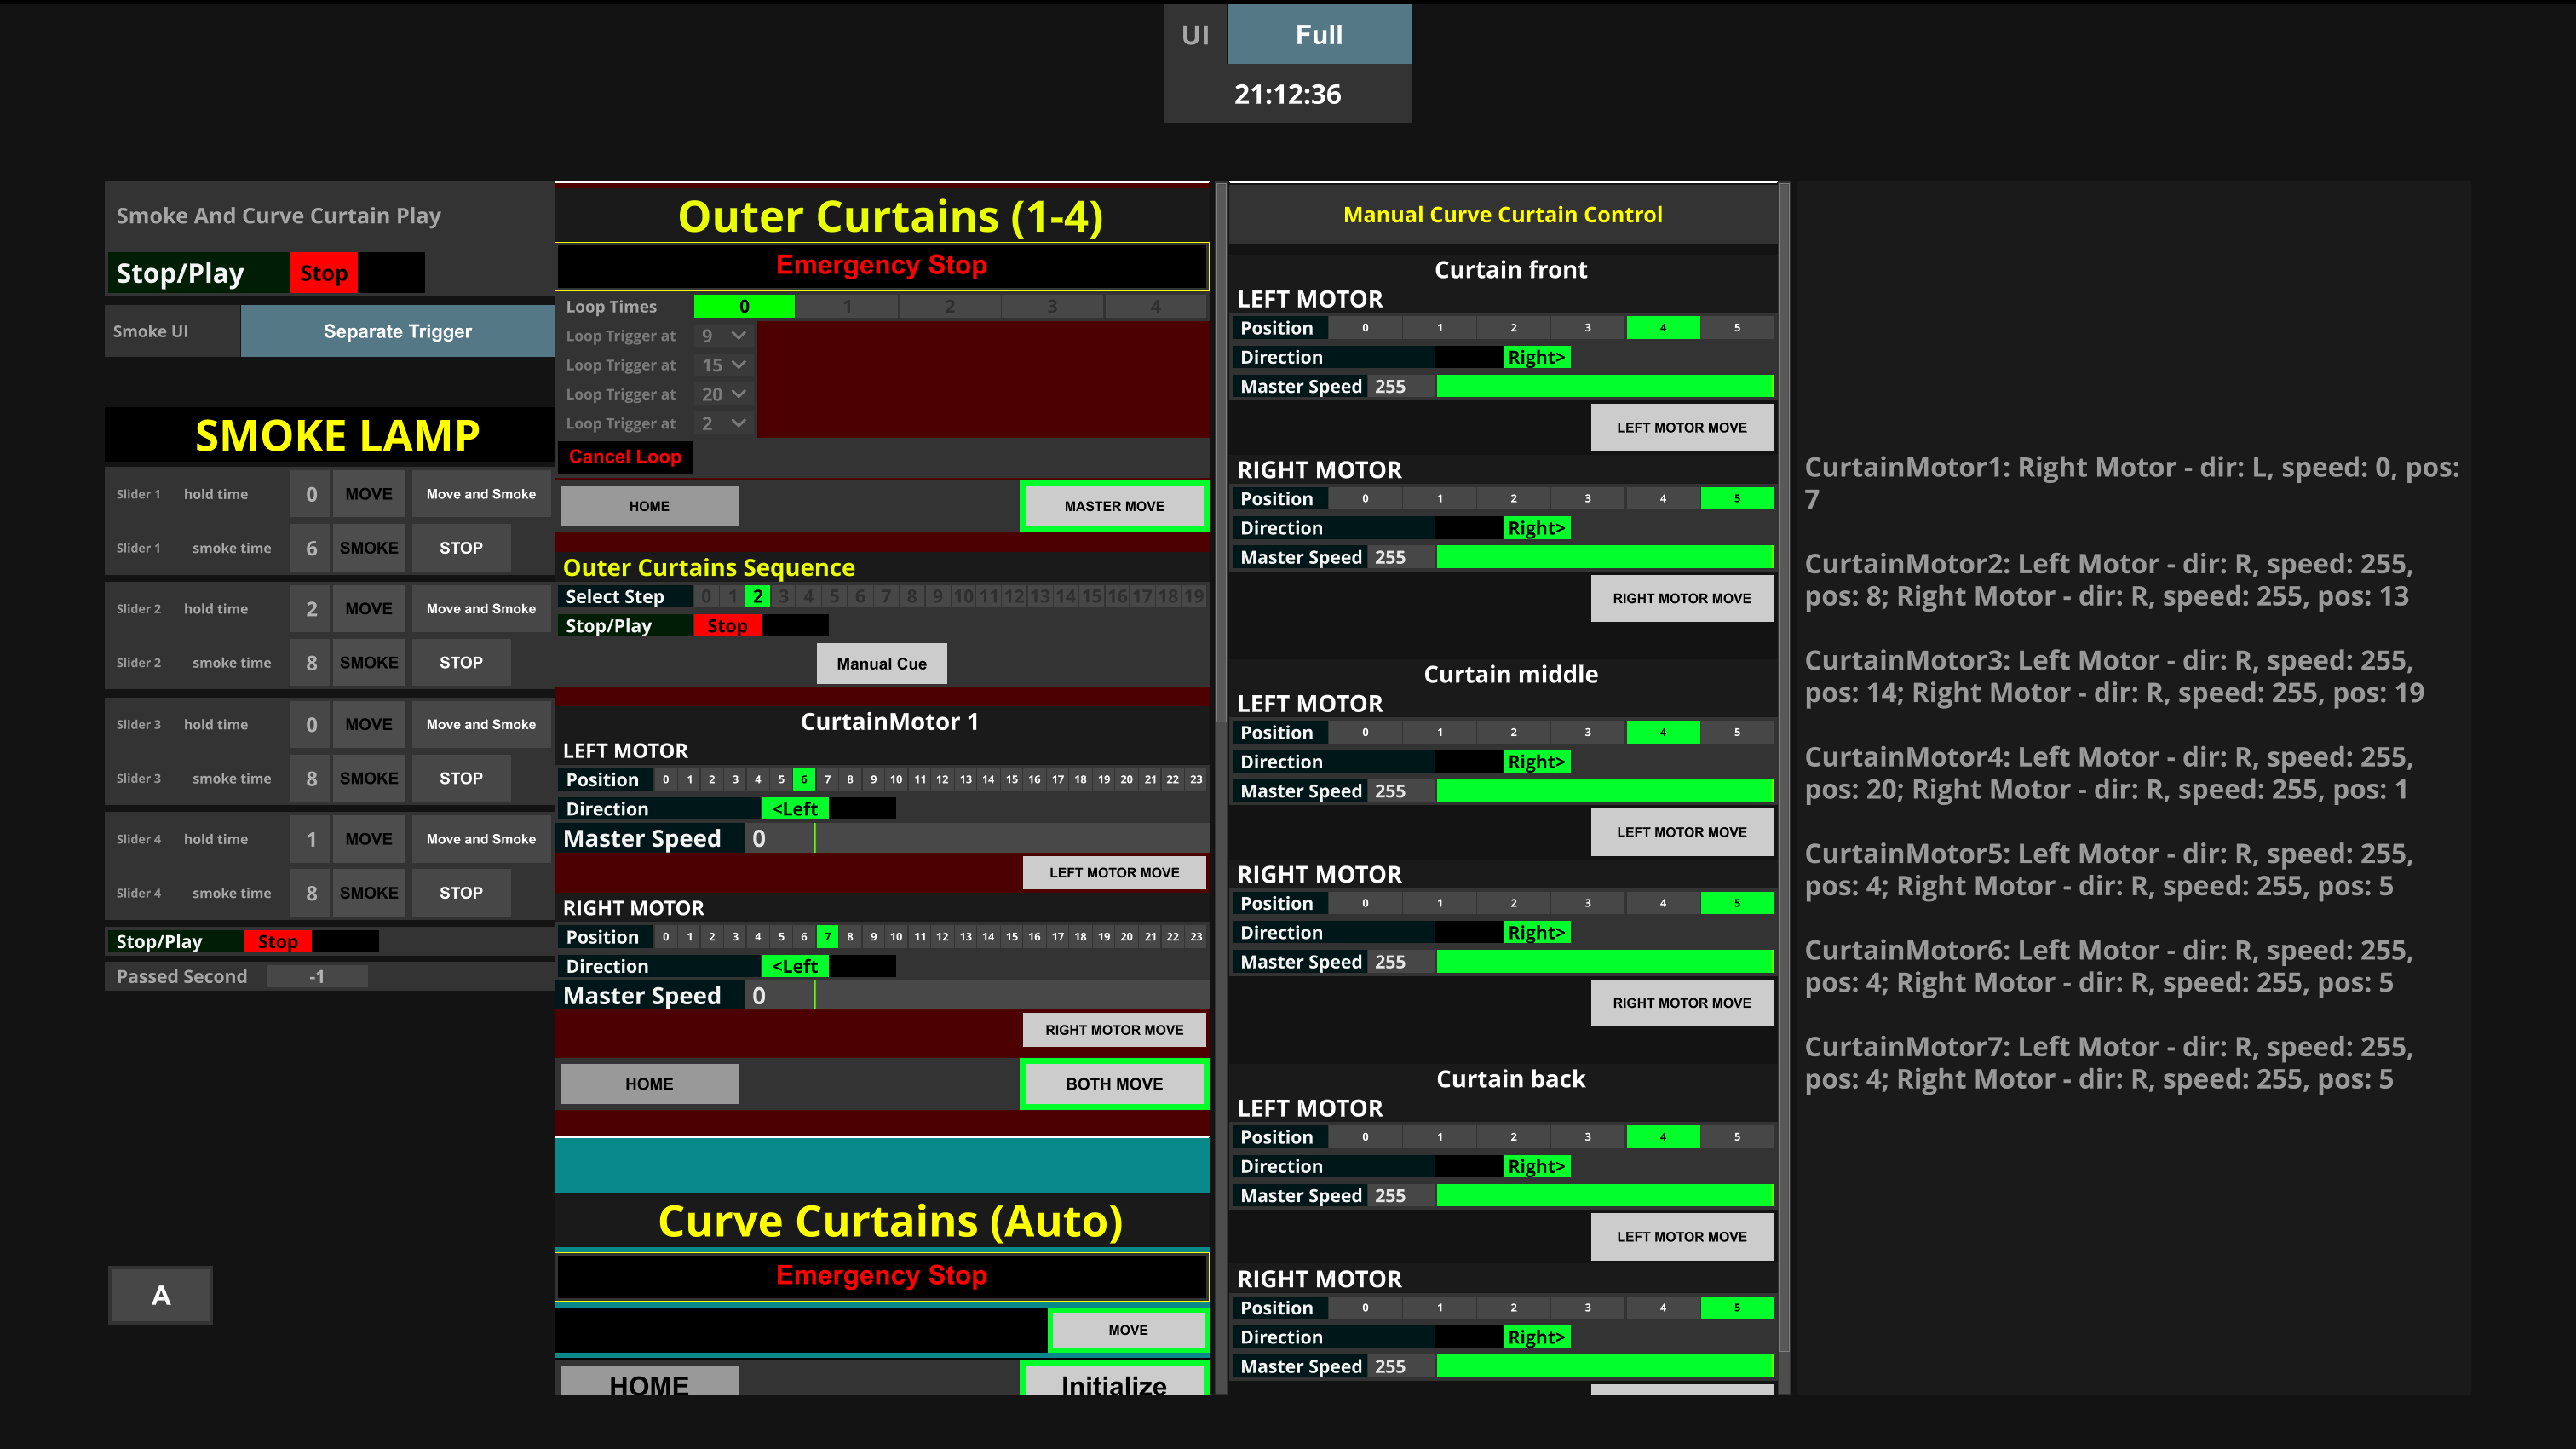 UI Full
21:12:36
Smoke And Curve Curtain Play
Stop/Play Stop
Smoke UI Separate Trigger
SMOKE LAMP
Slider 1 hold time 0 MOVE Move and Smoke
Slider 1 smoke time 6 SMOKE STOP
Slider 2 hold time 2 MOVE Move and Smoke
Slider 2 smoke time 8 SMOKE STOP
Slider 3 hold time 0 MOVE Move and Smoke
Slider 3 smoke time 8 SMOKE STOP
Slider 4 hold time 1 MOVE Move and Smoke
Slider 4 smoke time 8 SMOKE STOP
Stop/Play Stop
Passed Second -1
A
Outer Curtains (1-4)
Emergency Stop
Loop Times 0 1 2 3 4
Loop Trigger at 9
Loop Trigger at 15
Loop Trigger at 20
Loop Trigger at 2
Cancel Loop
HOME MASTER MOVE
Outer Curtains Sequence
Select Step 0 1 2 3 4 5 6 7 8 9 10 11 12 13 14 15 16 17 18 19
Stop/Play Stop
Manual Cue
CurtainMotor 1
LEFT MOTOR
Position 0 1 2 3 4 5 6 7 8 9 10 11 12 13 14 15 16 17 18 19 20 21 22 23
Direction <Left
Master Speed 0
LEFT MOTOR MOVE
RIGHT MOTOR
Position 0 1 2 3 4 5 6 7 8 9 10 11 12 13 14 15 16 17 18 19 20 21 22 23
Direction <Left
Master Speed 0
RIGHT MOTOR MOVE
HOME BOTH MOVE
Curve Curtains (Auto)
Emergency Stop
MOVE
HOME Initialize
Manual Curve Curtain Control
Curtain front
LEFT MOTOR
Position 0 1 2 3 4 5
Direction Right>
Master Speed 255
LEFT MOTOR MOVE
RIGHT MOTOR
Position 0 1 2 3 4 5
Direction Right>
Master Speed 255
RIGHT MOTOR MOVE
Curtain middle
LEFT MOTOR
Position 0 1 2 3 4 5
Direction Right>
Master Speed 255
LEFT MOTOR MOVE
RIGHT MOTOR
Position 0 1 2 3 4 5
Direction Right>
Master Speed 255
RIGHT MOTOR MOVE
Curtain back
LEFT MOTOR
Position 0 1 2 3 4 5
Direction Right>
Master Speed 255
LEFT MOTOR MOVE
RIGHT MOTOR
Position 0 1 2 3 4 5
Direction Right>
Master Speed 255
CurtainMotor1: Right Motor - dir: L, speed: 0, pos:
7
CurtainMotor2: Left Motor - dir: R, speed: 255,
pos: 8; Right Motor - dir: R, speed: 255, pos: 13
CurtainMotor3: Left Motor - dir: R, speed: 255,
pos: 14; Right Motor - dir: R, speed: 255, pos: 19
CurtainMotor4: Left Motor - dir: R, speed: 255,
pos: 20; Right Motor - dir: R, speed: 255, pos: 1
CurtainMotor5: Left Motor - dir: R, speed: 255,
pos: 4; Right Motor - dir: R, speed: 255, pos: 5
CurtainMotor6: Left Motor - dir: R, speed: 255,
pos: 4; Right Motor - dir: R, speed: 255, pos: 5
CurtainMotor7: Left Motor - dir: R, speed: 255,
pos: 4; Right Motor - dir: R, speed: 255, pos: 5